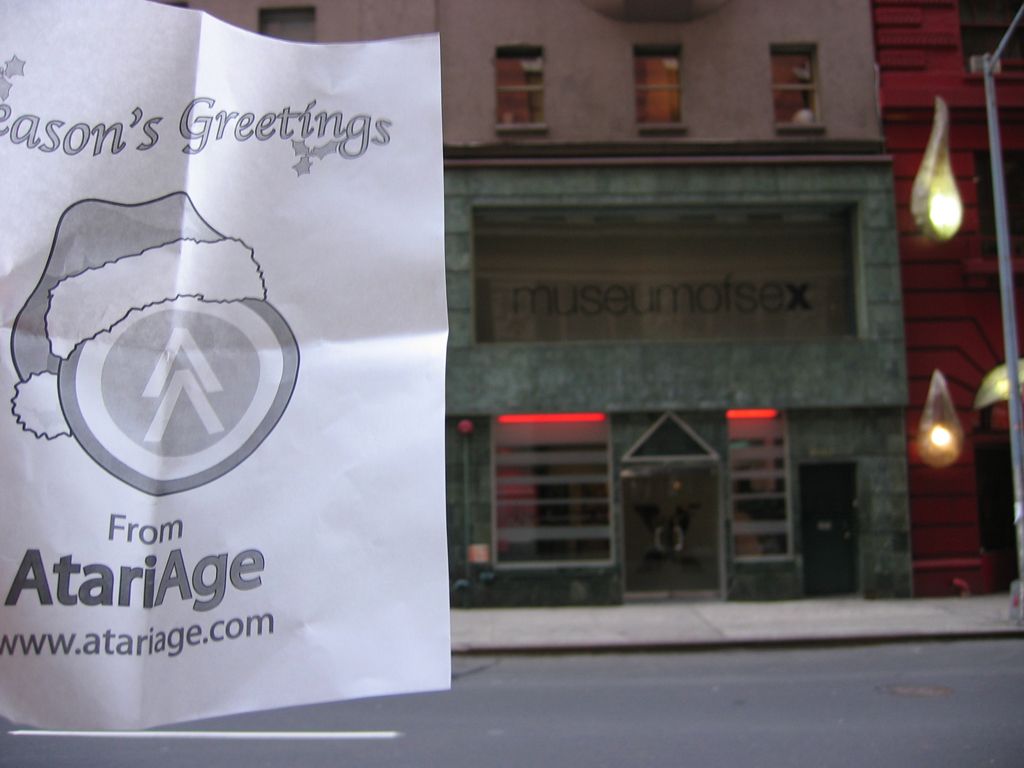 eason's Greetings
From
AtariAge
www.atariage.com
museumofsex